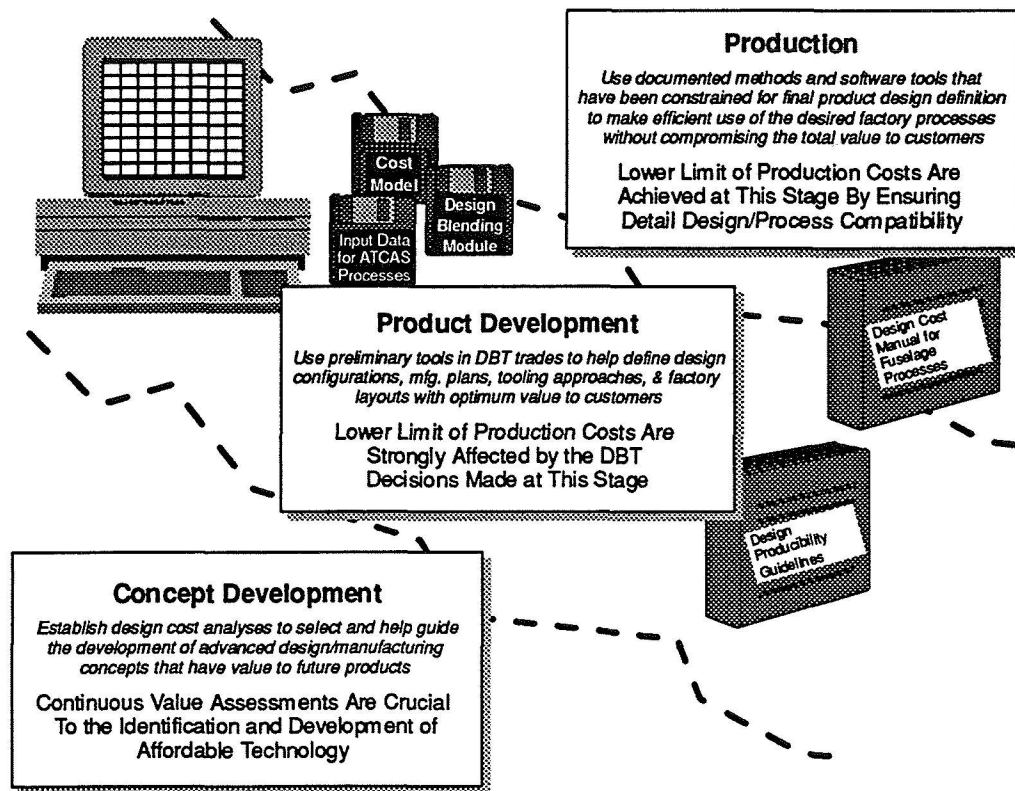 Production
Use documented methods and software tools that
have been constrained for final product design definition
to make efficient use of the desired factory processes
without compromising the total value to customers
Lower Limit of Production Costs Are
Achieved at This Stage By Ensuring
Detail Design/Process Compatibility
Cost
Model
Design
Blending
Module
Input Data
for ATCAS
Processes
Product Development
Use preliminary tools in DBT trades to help define design
configurations, mfg. plans, tooling approaches, & factory
layouts with optimum value to customers
Lower Limit of Production Costs Are
Strongly Affected by the DBT
Decisions Made at This Stage
Design Cost
Manual for
Fuselage
Processes
Design
Producibility
Guidelines
Concept Development
Establish design cost analyses to select and help guide
the development of advanced design/manufacturing
concepts that have value to future products
Continuous Value Assessments Are Crucial
To the Identification and Development of
Affordable Technology